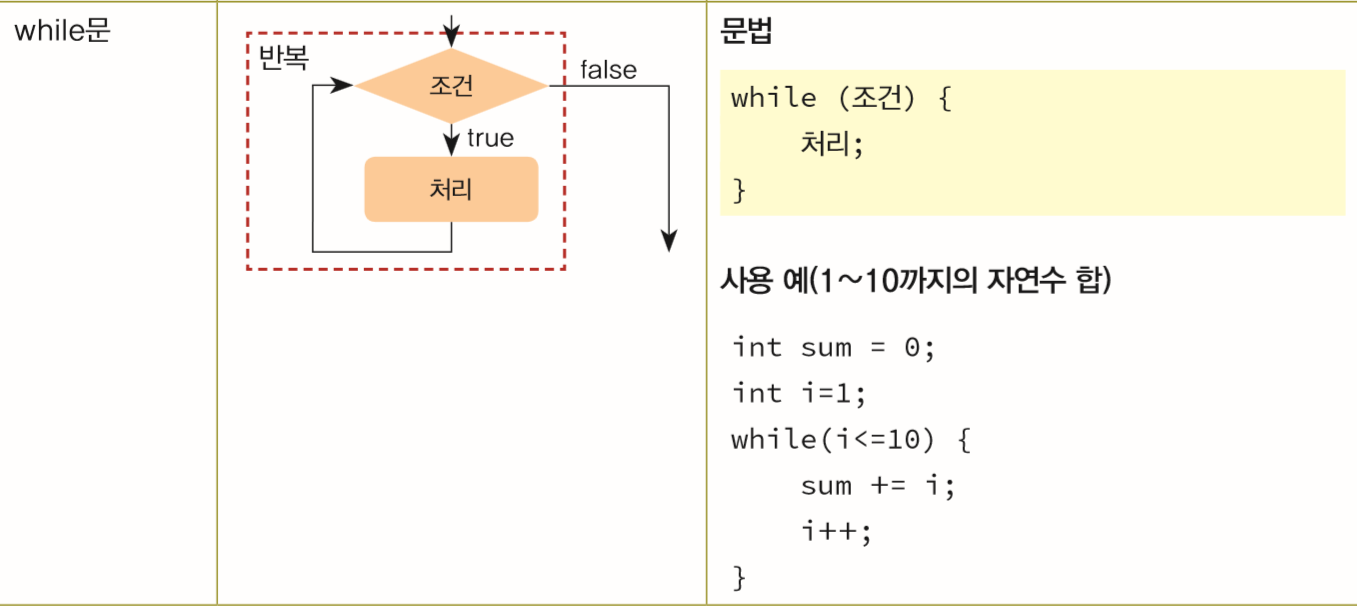 while문
반복
조건
false
true
처리
문법
while (조건) {
처리;
}
사용 예(1~10까지의 자연수 합)
int sum = 0;
int i=1;
while(i<=10) {
sum += i;
i++;
}